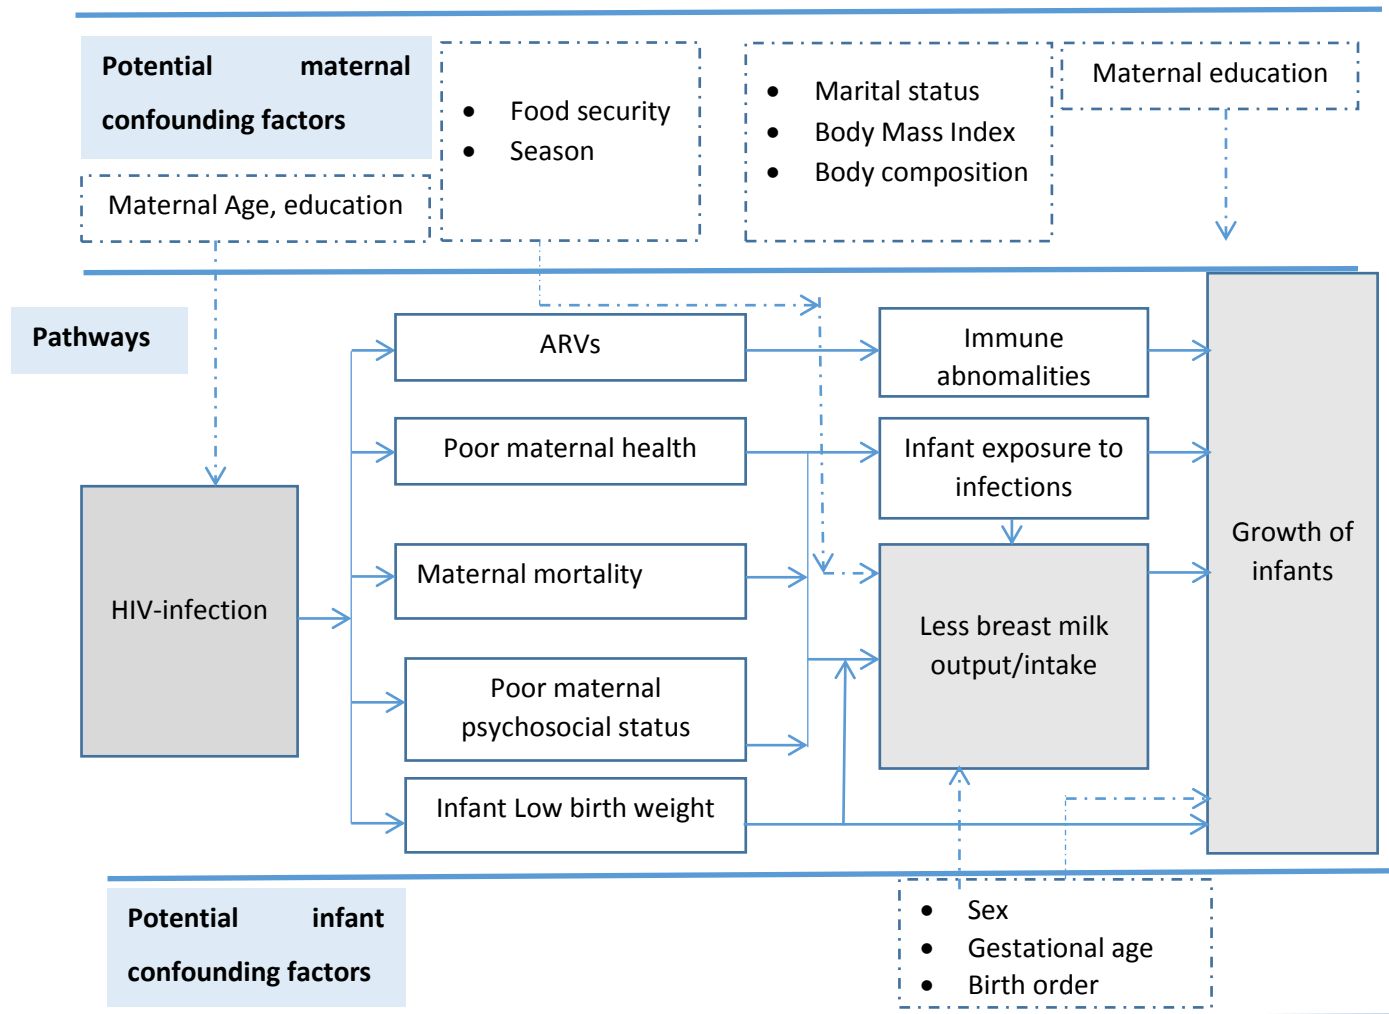 Potential maternal
confounding factors
Maternal Age, education
• Food security
• Season
• Marital status
• Body Mass Index
• Body composition
Maternal education
Pathways
HIV-infection
ARVs
Poor maternal health
Maternal mortality
Poor maternal
psychosocial status
Infant Low birth weight
Immune
abnomalities
Infant exposure to
infections
Less breast milk
output/intake
Growth of
infants
Potential infant
confounding factors
• Sex
• Gestational age
• Birth order